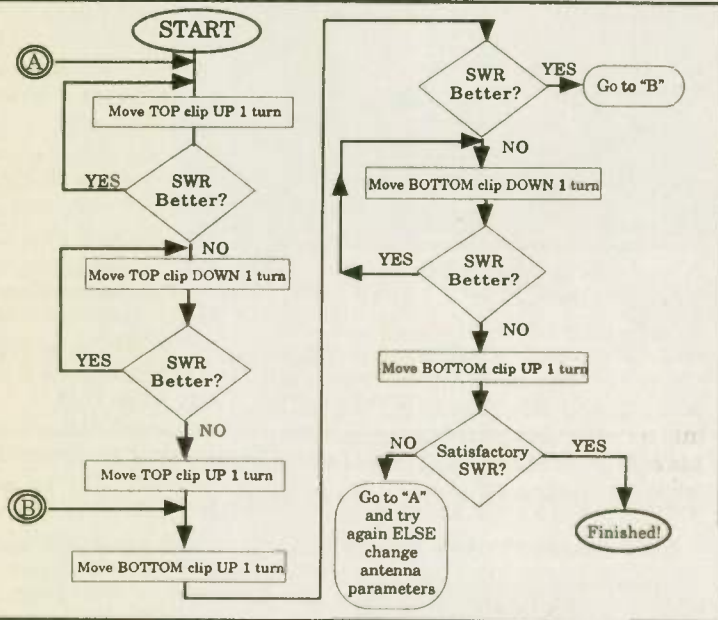 START
A
Move TOP clip UP 1 turn
YES
SWR
Better?
NO
Move TOP clip DOWN 1 turn
YES
SWR
Better?
NO
Move TOP clip UP 1 turn
B
Move BOTTOM clip UP 1 turn
SWR
Better?
YES
Go to "B"
NO
Move BOTTOM clip DOWN 1 turn
YES
SWR
Better?
NO
Move BOTTOM clip UP 1 turn
NO
Satisfactory
SWR?
YES
Go to "A"
and try
again ELSE
change
antenna
parameters
Finished!